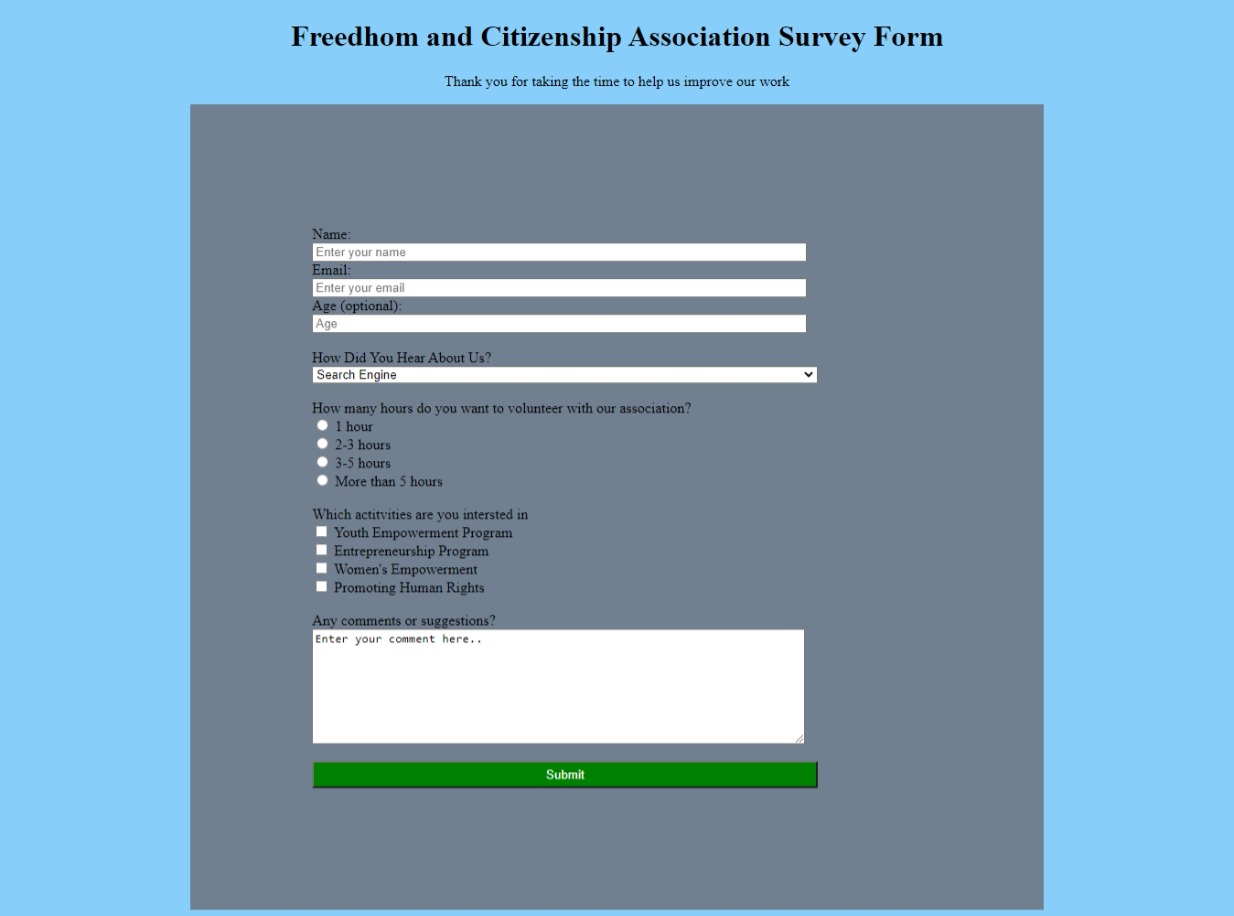 Freedhom and Citizenship Association Survey Form
Thank you for taking the time to help us improve our work
Name:
Enter your name
Email:
Enter your email
Age (optional):
Age
How Did You Hear About Us?
Search Engine
How many hours do you want to volunteer with our association?
1 hour
2-3 hours
3-5 hours
More than 5 hours
Which actitvities are you intersted in
Youth Empowerment Program
Entrepreneurship Program
Women's Empowerment
Promoting Human Rights
Any comments or suggestions?
Enter your comment here..
Submit